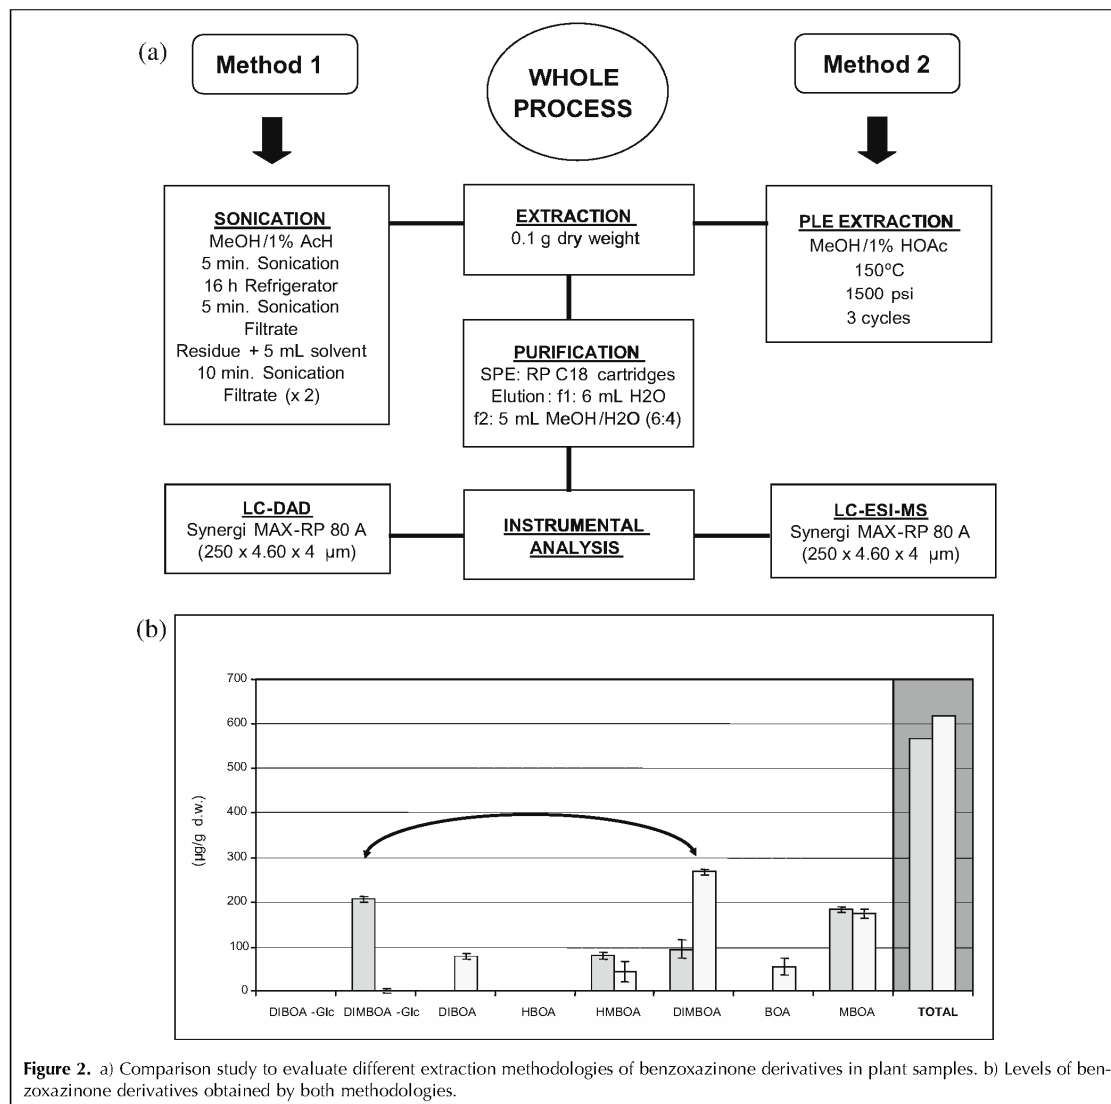 (a)
Method 1
WHOLE
PROCESS
Method 2
SONICATION
MeOH/1% AcH
5 min. Sonication
16 h Refrigerator
5 min. Sonication
Filtrate
Residue + 5 mL solvent
10 min. Sonication
Filtrate (x 2)
EXTRACTION
0.1 g dry weight
PLE EXTRACTION
MeOH/1% HOAc
150ºC
1500 psi
3 cycles
PURIFICATION
SPE: RP C18 cartridges
Elution: f1: 6 mL H2O
f2: 5 mL MeOH/H2O (6:4)
LC-DAD
Synergi MAX-RP 80 A
(250 x 4.60 x 4 µm)
INSTRUMENTAL
ANALYSIS
LC-ESI-MS
Synergi MAX-RP 80 A
(250 x 4.60 x 4 µm)
(b)
700
600
500
400
300
200
100
0
(µg/g d.w.)
DIBOA -Glc DIMBOA -Glc DIBOA HBOA HMBOA DIMBOA BOA MBOA TOTAL
Figure 2. a) Comparison study to evaluate different extraction methodologies of benzoxazinone derivatives in plant samples. b) Levels of ben-
zoxazinone derivatives obtained by both methodologies.